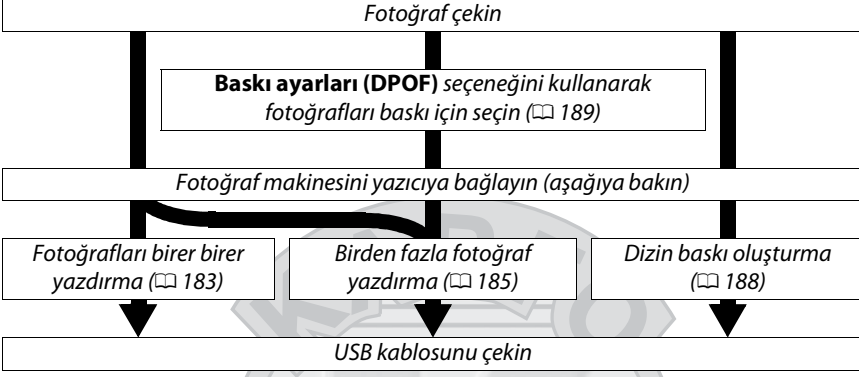 Fotoğraf çekin
Baskı ayarları (DPOF) seçeneğini kullanarak
fotoğrafları baskı için seçin (🕮 189)
Fotoğraf makinesini yazıcıya bağlayın (aşağıya bakın)
Fotoğrafları birer birer
yazdırma (🕮 183)
Birden fazla fotoğraf
yazdırma (🕮 185)
Dizin baskı oluşturma
(🕮 188)
USB kablosunu çekin